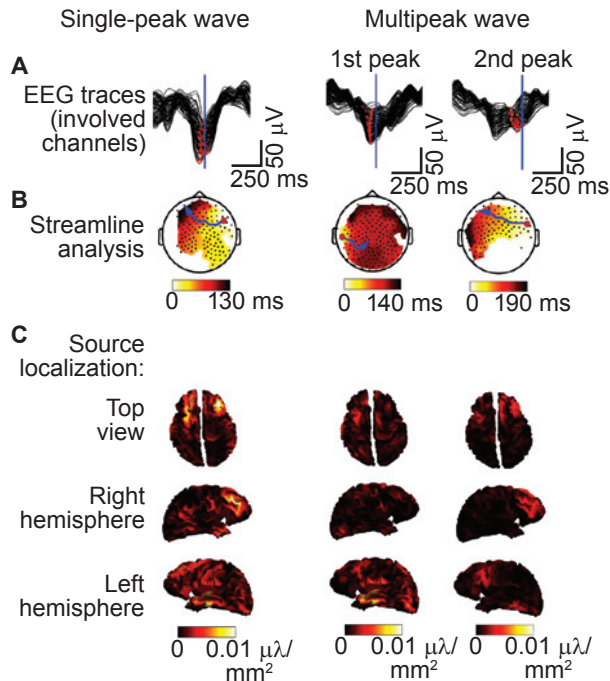 Single-peak wave
Multipeak wave
A
1st peak
2nd peak
EEG traces
(involved
channels)
50 μV
250 ms
50 μV
250 ms
50 μV
250 ms
B
Streamline
analysis
0 130 ms
0 140 ms
0 190 ms
C
Source
localization:
Top
view
Right
hemisphere
Left
hemisphere
0 0.01 μλ/
mm²
0 0.01 μλ/
mm²
0 0.01 μλ/
mm²